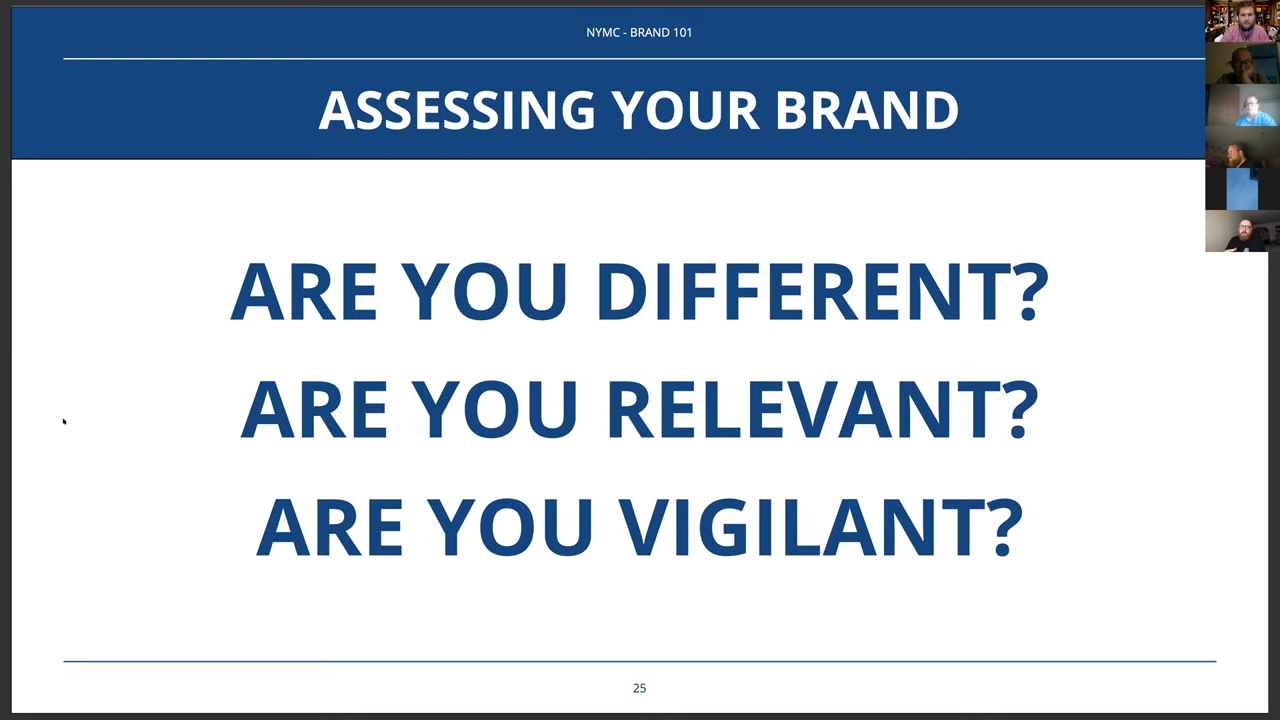 NYMC - BRAND 101
ASSESSING YOUR BRAND
ARE YOU DIFFERENT?
ARE YOU RELEVANT?
ARE YOU VIGILANT?
25